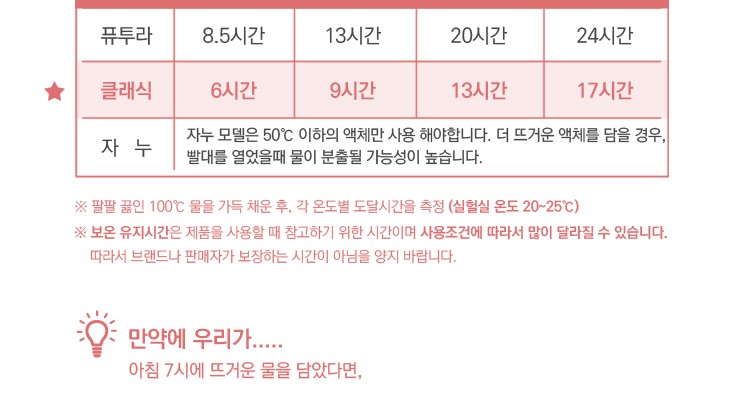 퓨투라 8.5시간 13시간 20시간 24시간
클래식 6시간 9시간 13시간 17시간
자 누 자누 모델은 50℃ 이하의 액체만 사용 해야합니다. 더 뜨거운 액체를 담을 경우,
빨대를 열었을때 물이 분출될 가능성이 높습니다.
※ 팔팔 끓인 100℃ 물을 가득 채운 후, 각 온도별 도달시간을 측정 (실험실 온도 20~25℃)
※ 보온 유지시간은 제품을 사용할 때 참고하기 위한 시간이며 사용조건에 따라서 많이 달라질 수 있습니다.
따라서 브랜드나 판매자가 보장하는 시간이 아님을 양지 바랍니다.
만약에 우리가.....
아침 7시에 뜨거운 물을 담았다면,